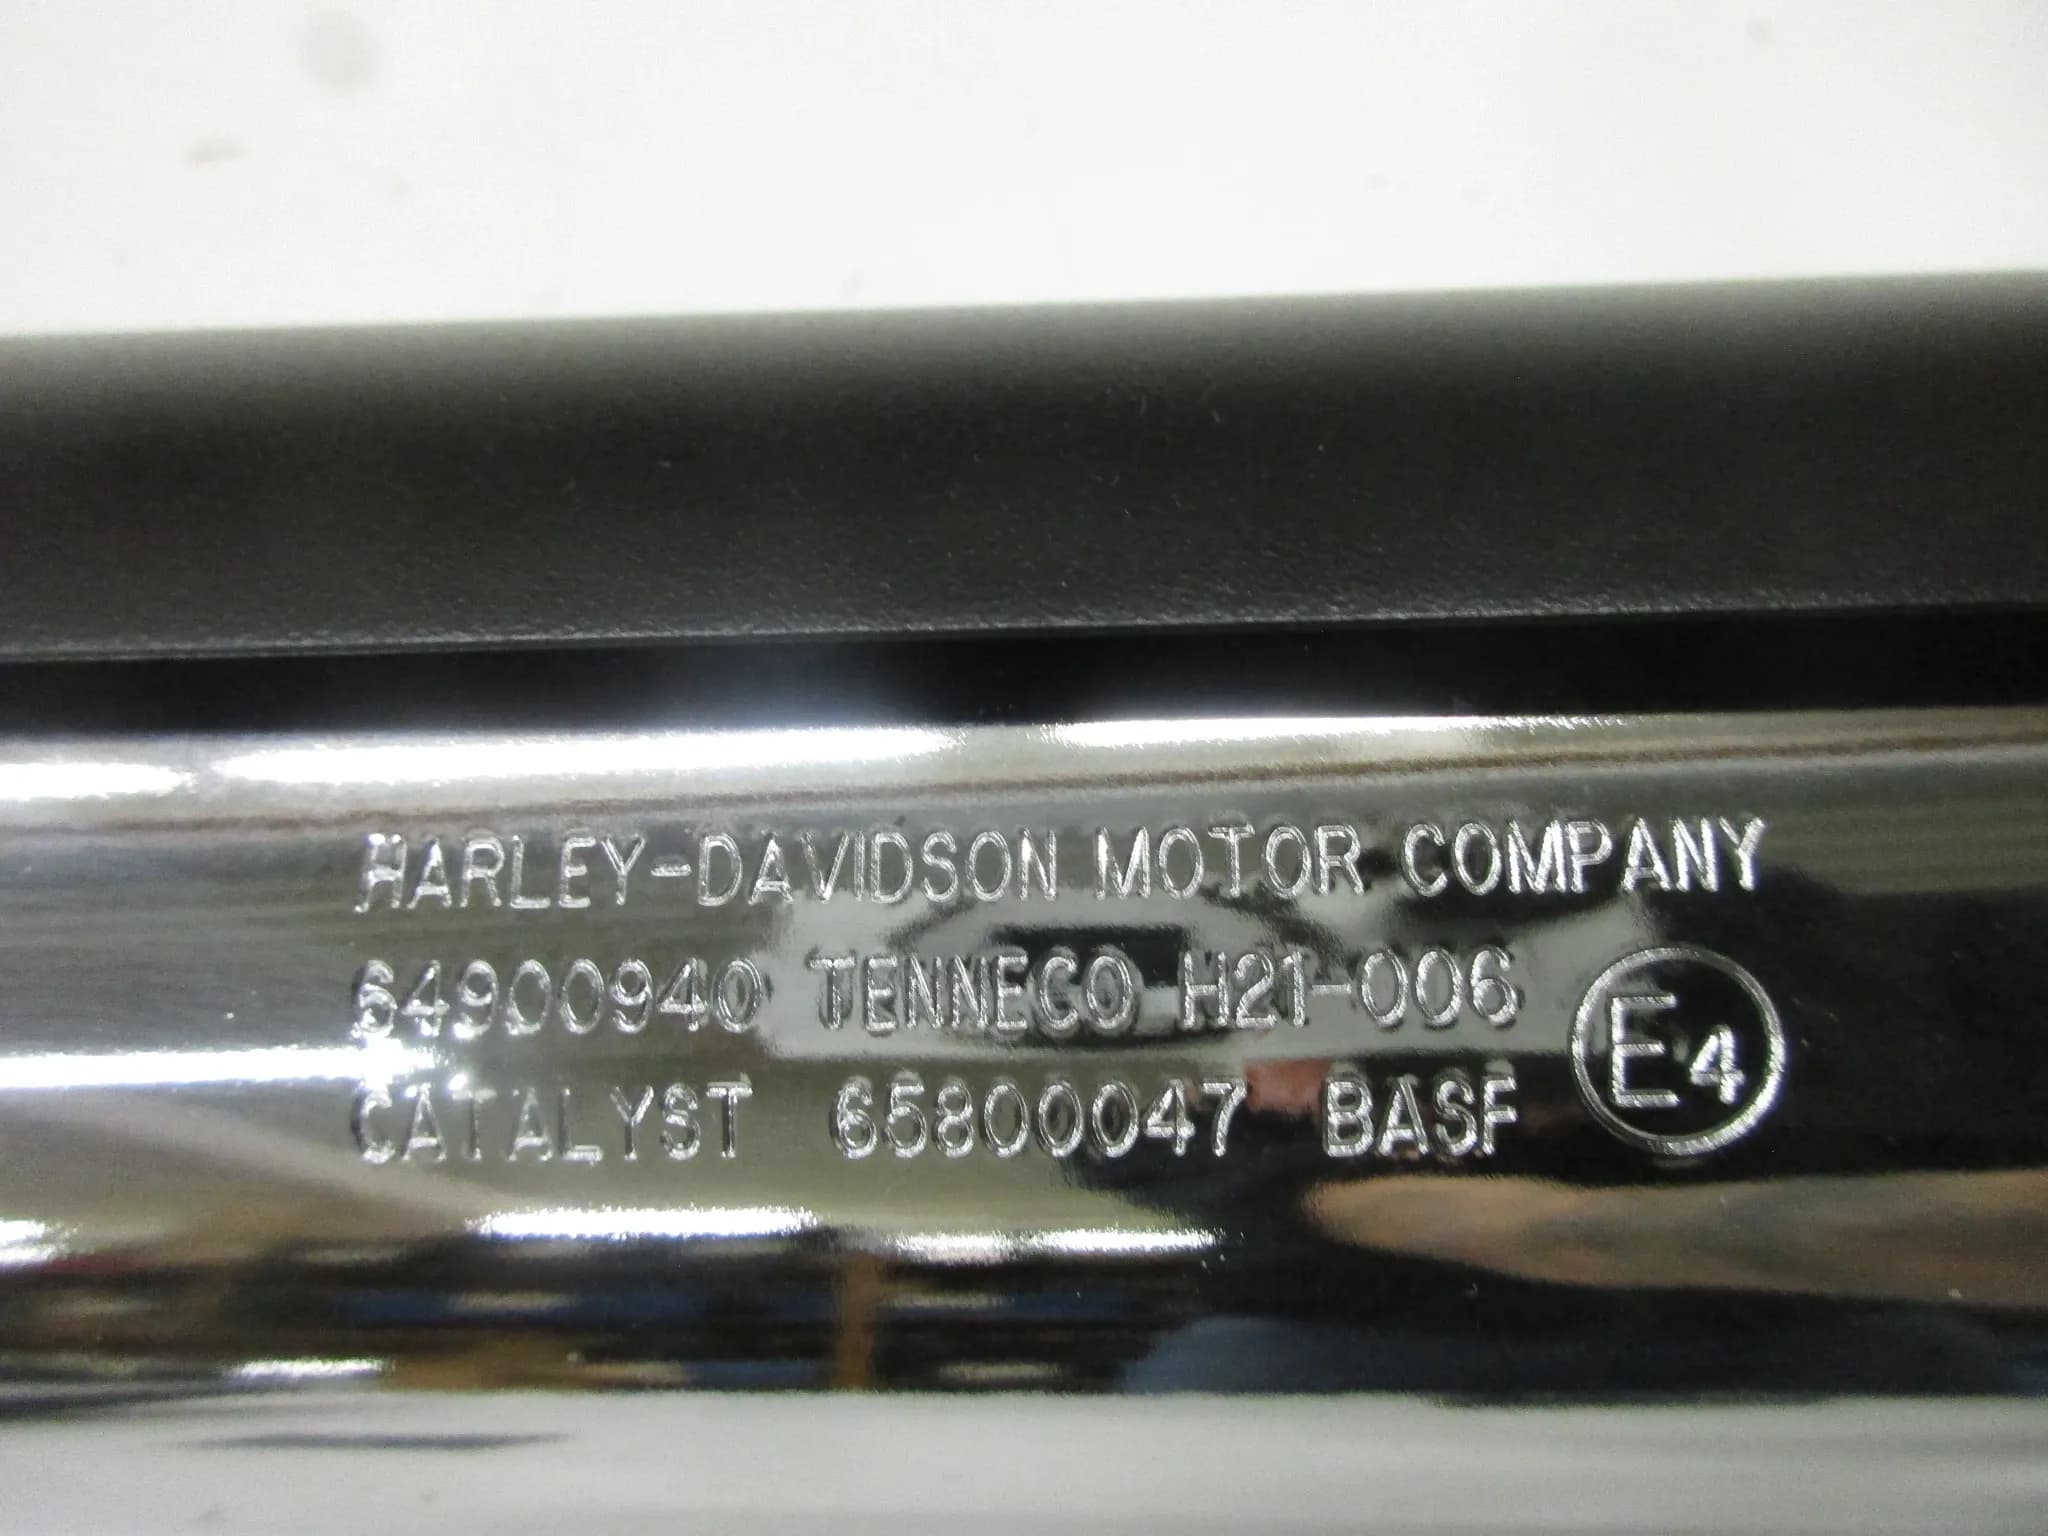 HARLEY-DAVIDSON MOTOR COMPANY
64900940 TENNECO H21-006
CATALYST 65800047 BASF
E4